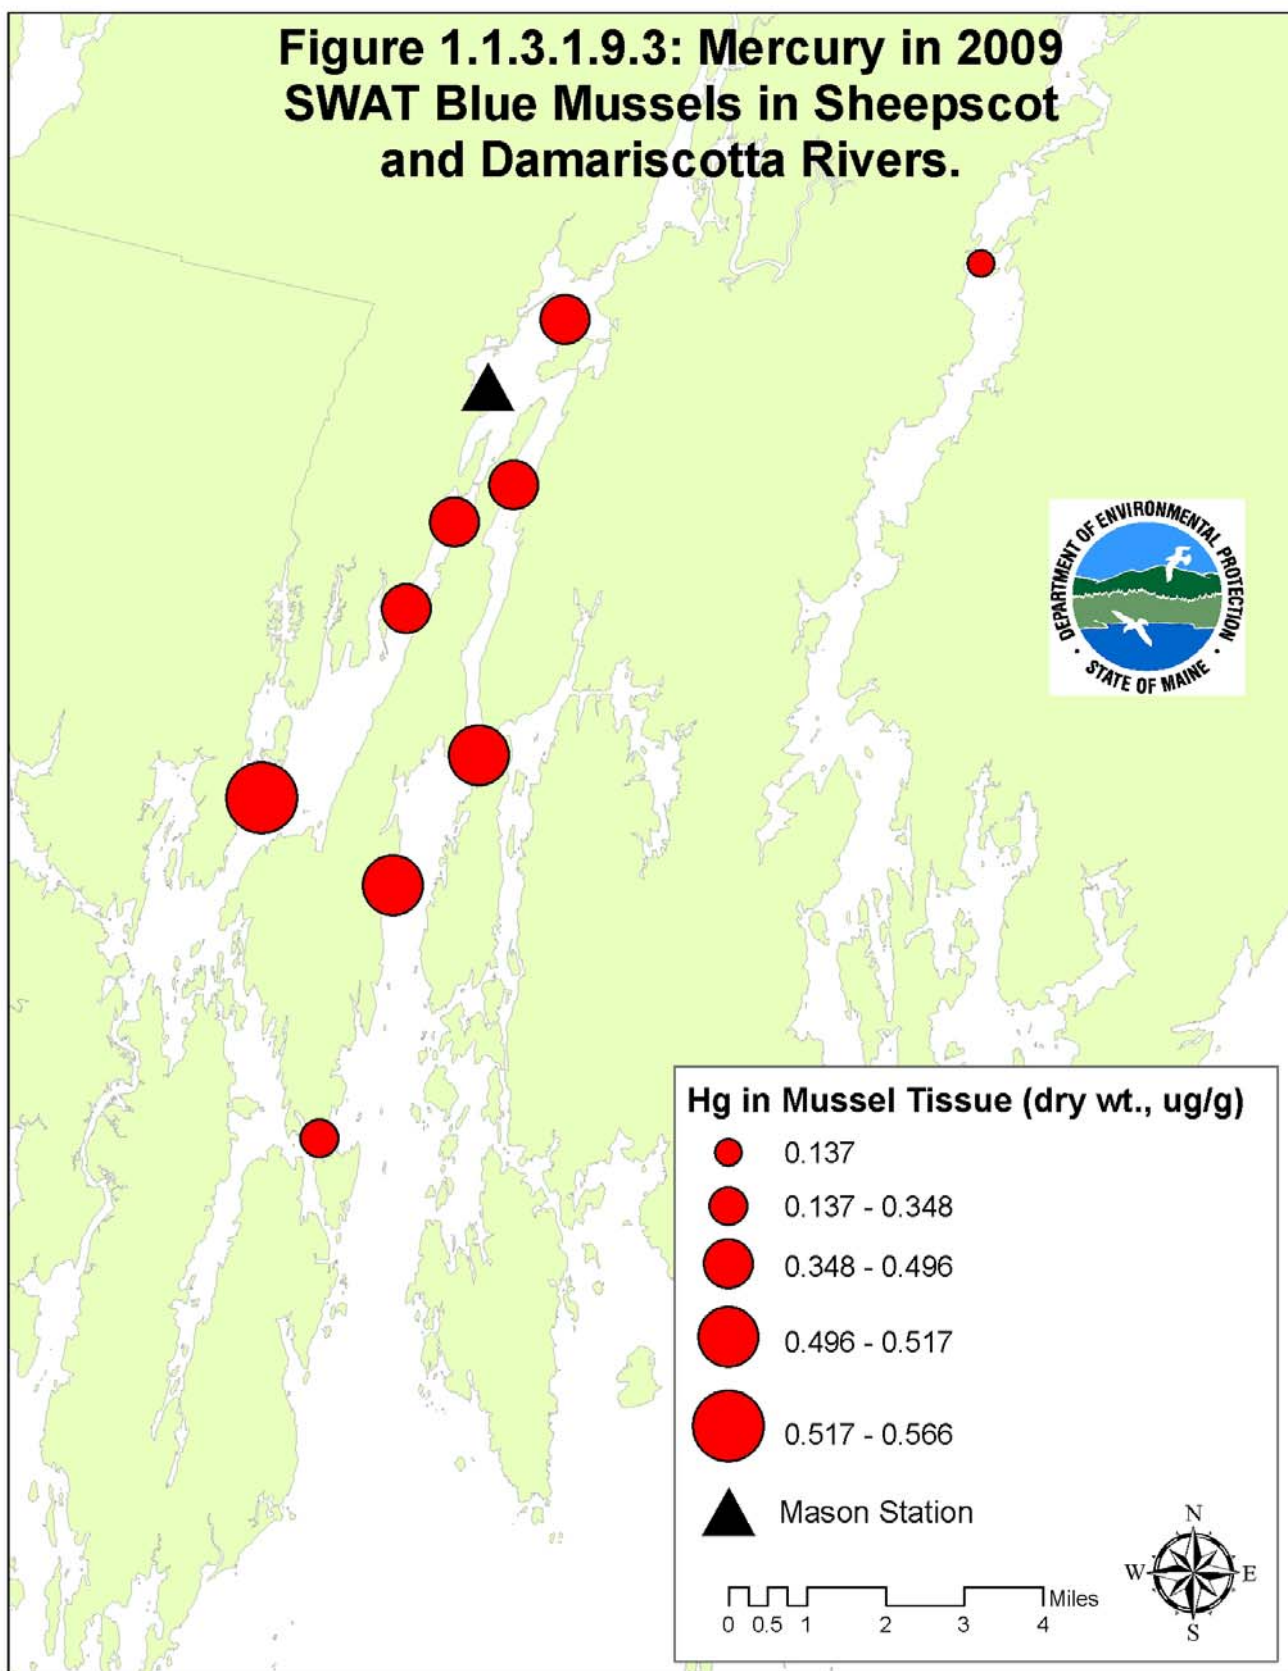 Figure 1.1.3.1.9.3: Mercury in 2009
SWAT Blue Mussels in Sheepscot
and Damariscotta Rivers.
DEPARTMENT OF ENVIRONMENTAL PROTECTION
· STATE OF MAINE ·
Hg in Mussel Tissue (dry wt., ug/g)
0.137
0.137 - 0.348
0.348 - 0.496
0.496 - 0.517
0.517 - 0.566
Mason Station
N
W E
S
Miles
0 0.5 1 2 3 4